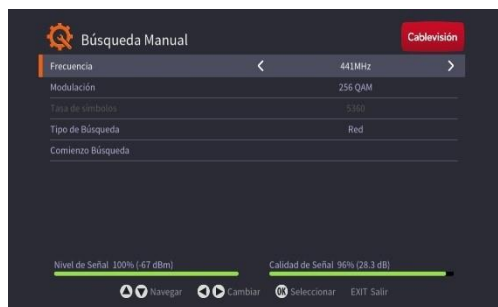 Búsqueda Manual
Cablevisión
Frecuencia < 441MHz >
Modulación 256 QAM
Tasa de símbolos 5360
Tipo de Búsqueda Red
Comienzo Búsqueda
Nivel de Señal 100% (-67 dBm) Calidad de Señal 96% (28.3 dB)
Navegar Cambiar OK Seleccionar EXIT Salir